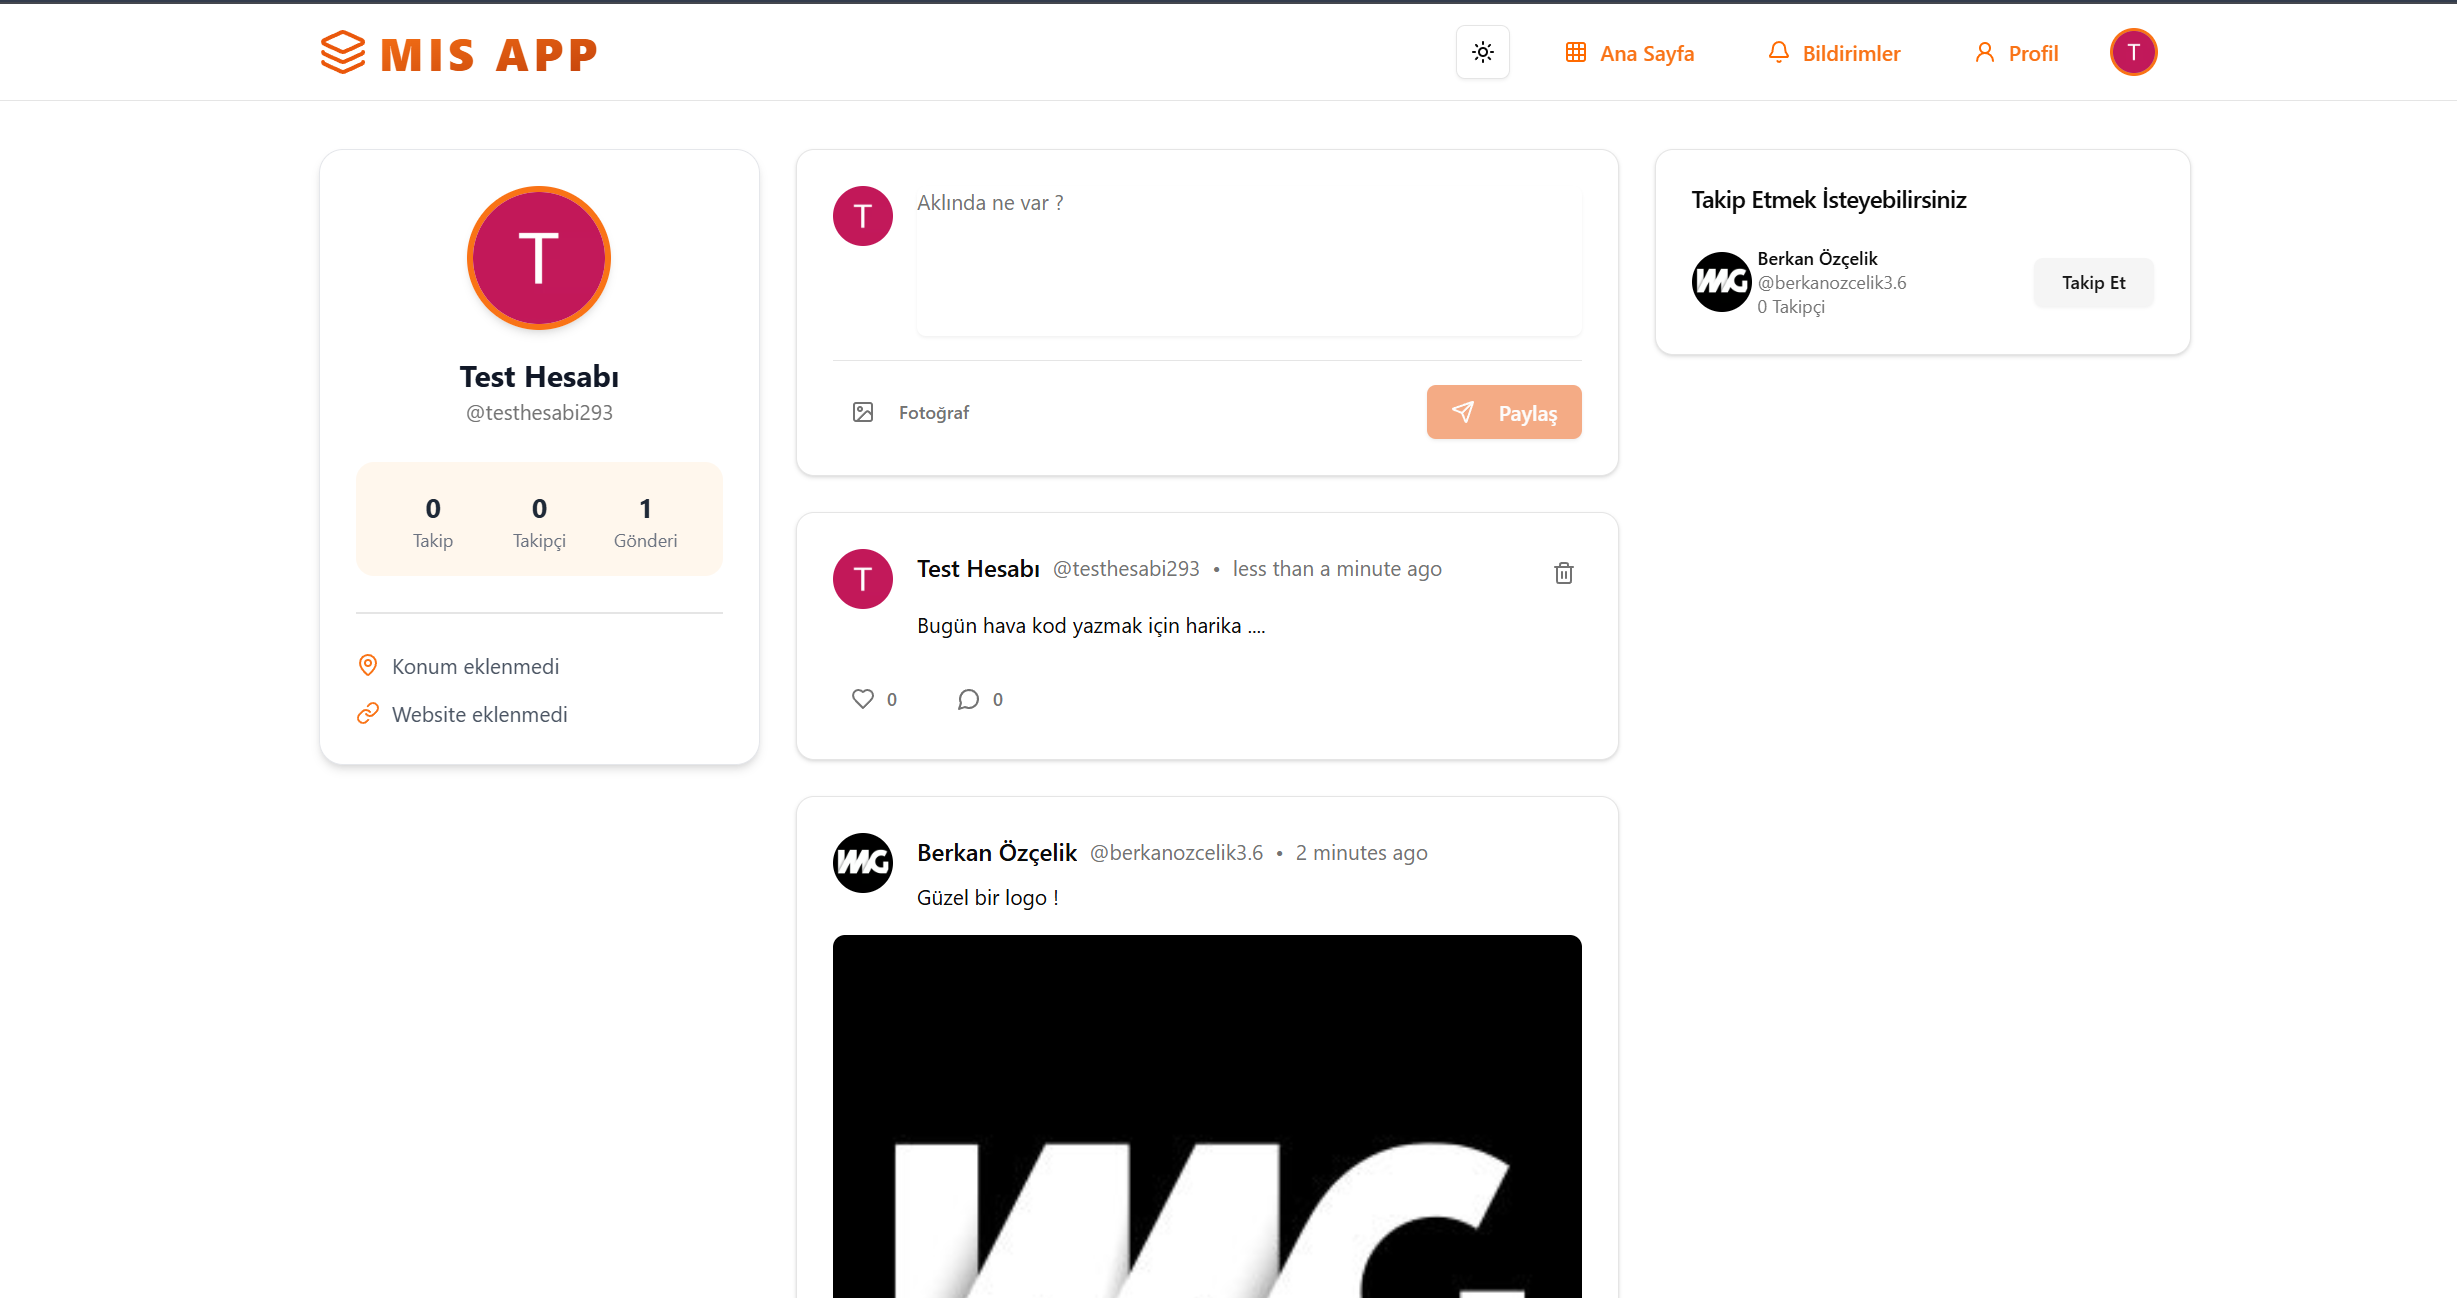 MIS APP
Ana Sayfa
Bildirimler
Profil
T
T
Test Hesabı
@testhesabi293
0 0 1
Takip Takipçi Gönderi
Konum eklenmedi
Website eklenmedi
T
Aklında ne var ?
Fotoğraf
Paylaş
T
Test Hesabı @testhesabi293 • less than a minute ago
Bugün hava kod yazmak için harika ....
0 0
WG
Berkan Özçelik @berkanozcelik3.6 • 2 minutes ago
Güzel bir logo !
WG
Takip Etmek İsteyebilirsiniz
WG
Berkan Özçelik
@berkanozcelik3.6
0 Takipçi
Takip Et